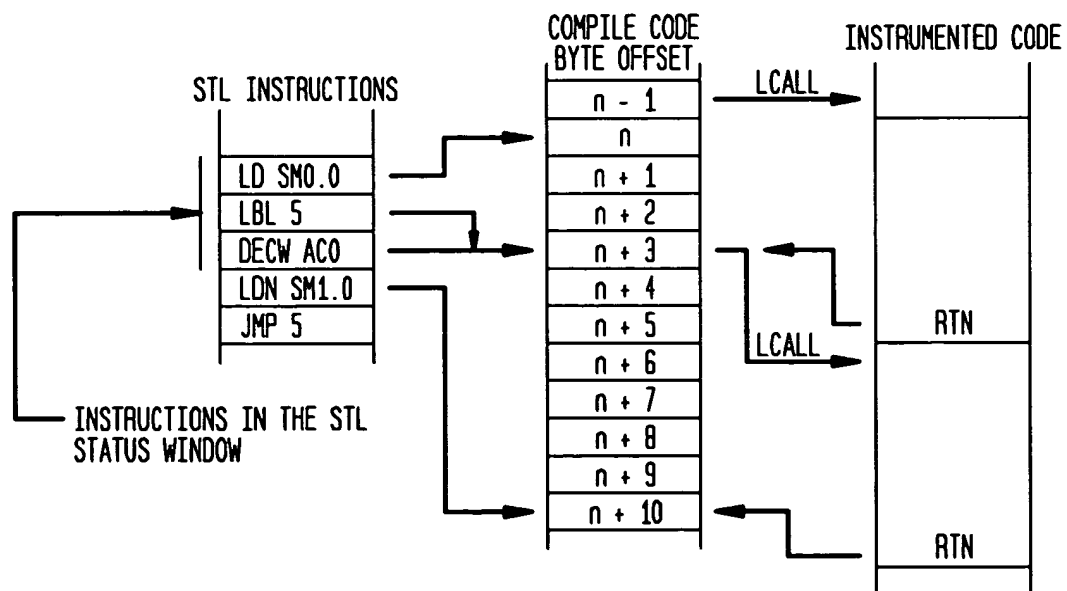 STL INSTRUCTIONS
LD SM0.0
LBL 5
DECW AC0
LDN SM1.0
JMP 5
INSTRUCTIONS IN THE STL
STATUS WINDOW
COMPILE CODE
BYTE OFFSET
n - 1
n
n + 1
n + 2
n + 3
n + 4
n + 5
n + 6
n + 7
n + 8
n + 9
n + 10
LCALL
LCALL
INSTRUMENTED CODE
RTN
RTN